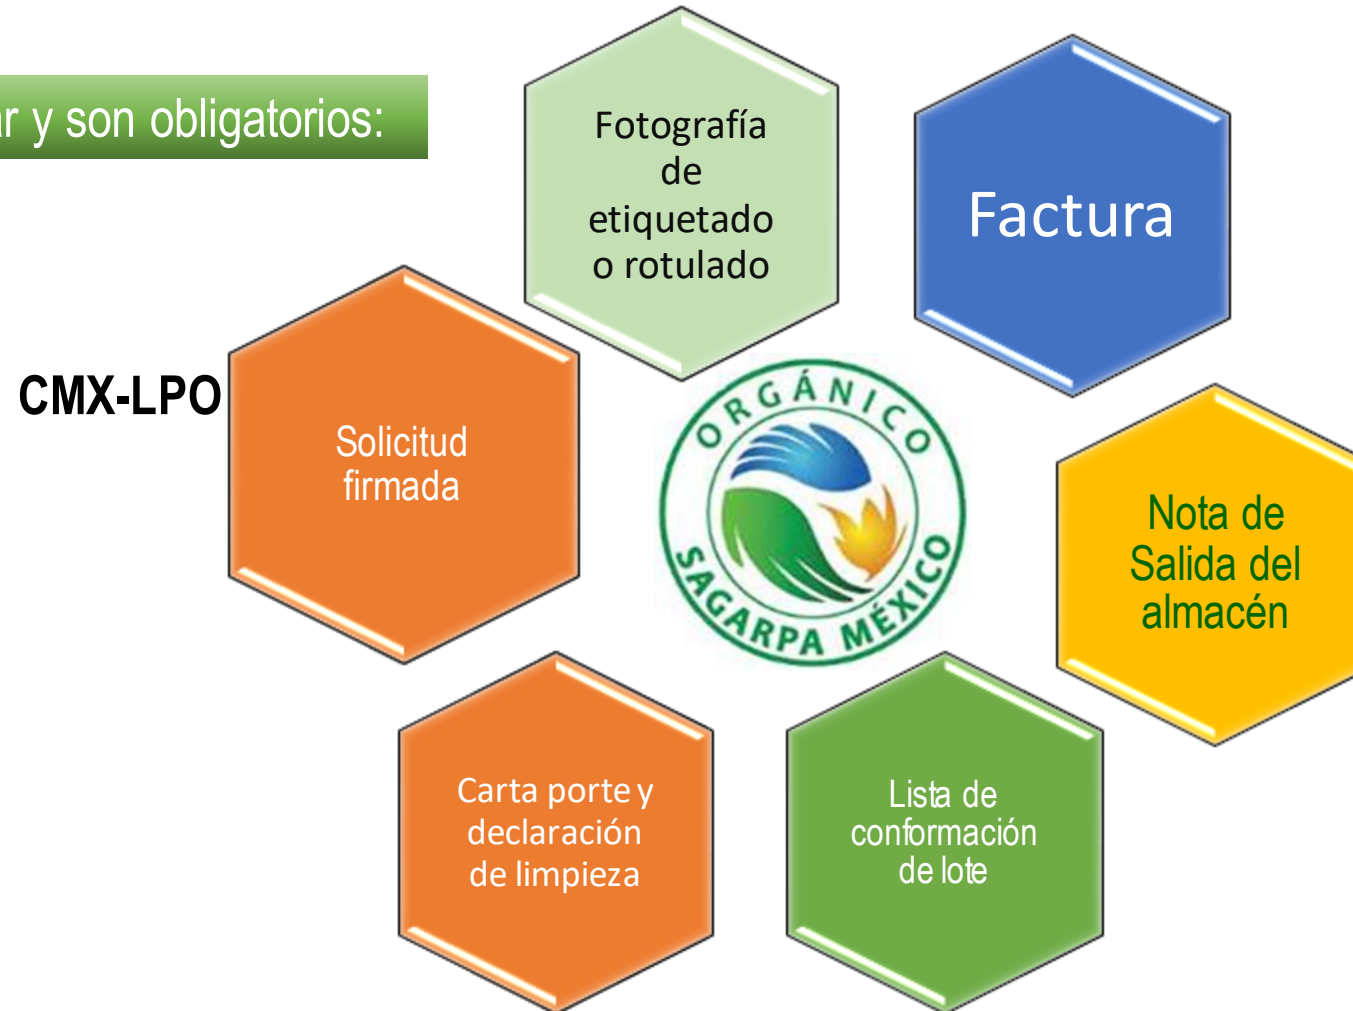 ar y son obligatorios:
Fotografía
de
etiquetado
o rotulado
Factura
CMX-LPO
Solicitud
firmada
ORGÁNICO
SAGARPA MÉXICO
Nota de
Salida del
almacén
Carta porte y
declaración
de limpieza
Lista de
conformación
de lote